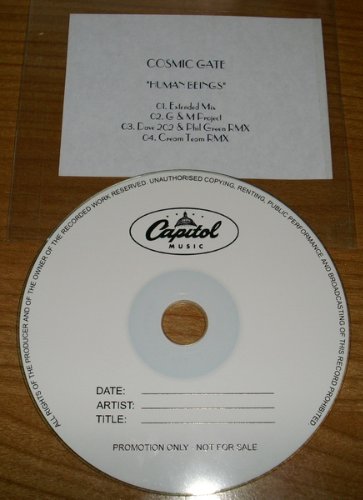 COSMIC GATE
"HUMAN BEINGS"
01. Extended Mix
02. G & M Project
03. Dave 202 & Phil Green RMX
04. Cream Team RMX
ALL RIGHTS OF THE PRODUCER AND OF THE OWNER OF THE RECORDED WORK RESERVED. UNAUTHORISED COPYING, RENTING, PUBLIC PERFORMANCE AND BROADCASTING OF THIS RECORD PROHIBITED
Capitol
MUSIC
DATE:
ARTIST:
TITLE:
PROMOTION ONLY - NOT FOR SALE